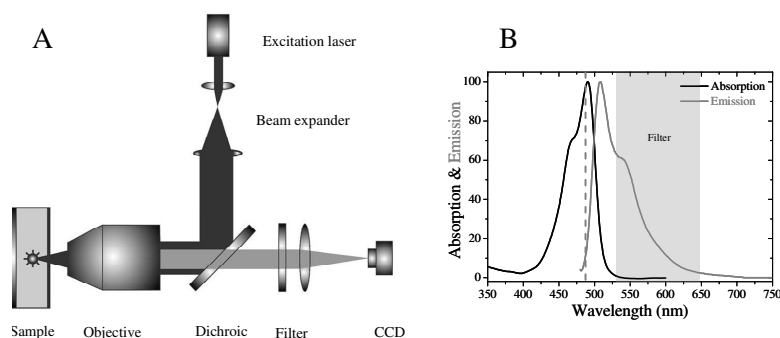 A
Excitation laser
Beam expander
Sample
Objective
Dichroic
Filter
CCD
B
Absorption & Emission
100
80
60
40
20
0
Absorption
Emission
Filter
350 400 450 500 550 600 650 700 750
Wavelength (nm)